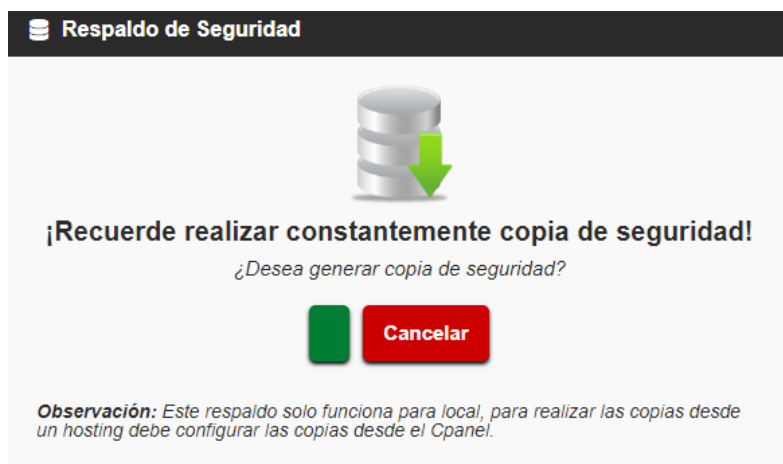 Respaldo de Seguridad
¡Recuerde realizar constantemente copia de seguridad!
¿Desea generar copia de seguridad?
Cancelar
Observación: Este respaldo solo funciona para local, para realizar las copias desde
un hosting debe configurar las copias desde el Cpanel.